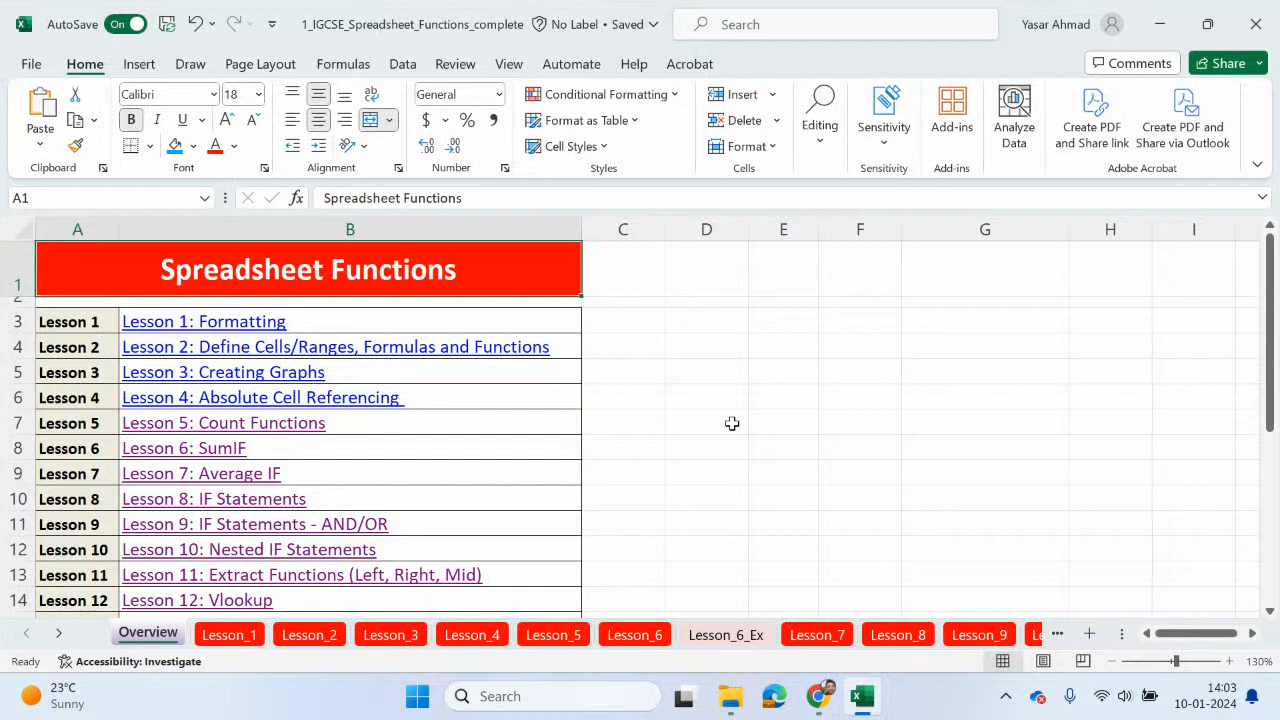 AutoSave On 1_IGCSE_Spreadsheet_Functions_complete No Label • Saved Search Yasar Ahmad
File Home Insert Draw Page Layout Formulas Data Review View Automate Help Acrobat Comments Share
Paste Calibri 18 General Conditional Formatting Insert Editing Sensitivity Add-ins Analyze Data Create PDF and Share link Create PDF and Share via Outlook
B I U A A $ % 9 Format as Table Delete
A Cell Styles Format
Clipboard Font Alignment Number Styles Cells Sensitivity Add-ins Adobe Acrobat
A1 fx Spreadsheet Functions
A B C D E F G H I
1 Spreadsheet Functions
2
3 Lesson 1 Lesson 1: Formatting
4 Lesson 2 Lesson 2: Define Cells/Ranges, Formulas and Functions
5 Lesson 3 Lesson 3: Creating Graphs
6 Lesson 4 Lesson 4: Absolute Cell Referencing
7 Lesson 5 Lesson 5: Count Functions
8 Lesson 6 Lesson 6: SumIF
9 Lesson 7 Lesson 7: Average IF
10 Lesson 8 Lesson 8: IF Statements
11 Lesson 9 Lesson 9: IF Statements - AND/OR
12 Lesson 10 Lesson 10: Nested IF Statements
13 Lesson 11 Lesson 11: Extract Functions (Left, Right, Mid)
14 Lesson 12 Lesson 12: Vlookup
Overview Lesson_1 Lesson_2 Lesson_3 Lesson_4 Lesson_5 Lesson_6 Lesson_6_Ex Lesson_7 Lesson_8 Lesson_9
Ready Accessibility: Investigate 130%
23°C Search 14:03
Sunny 10-01-2024